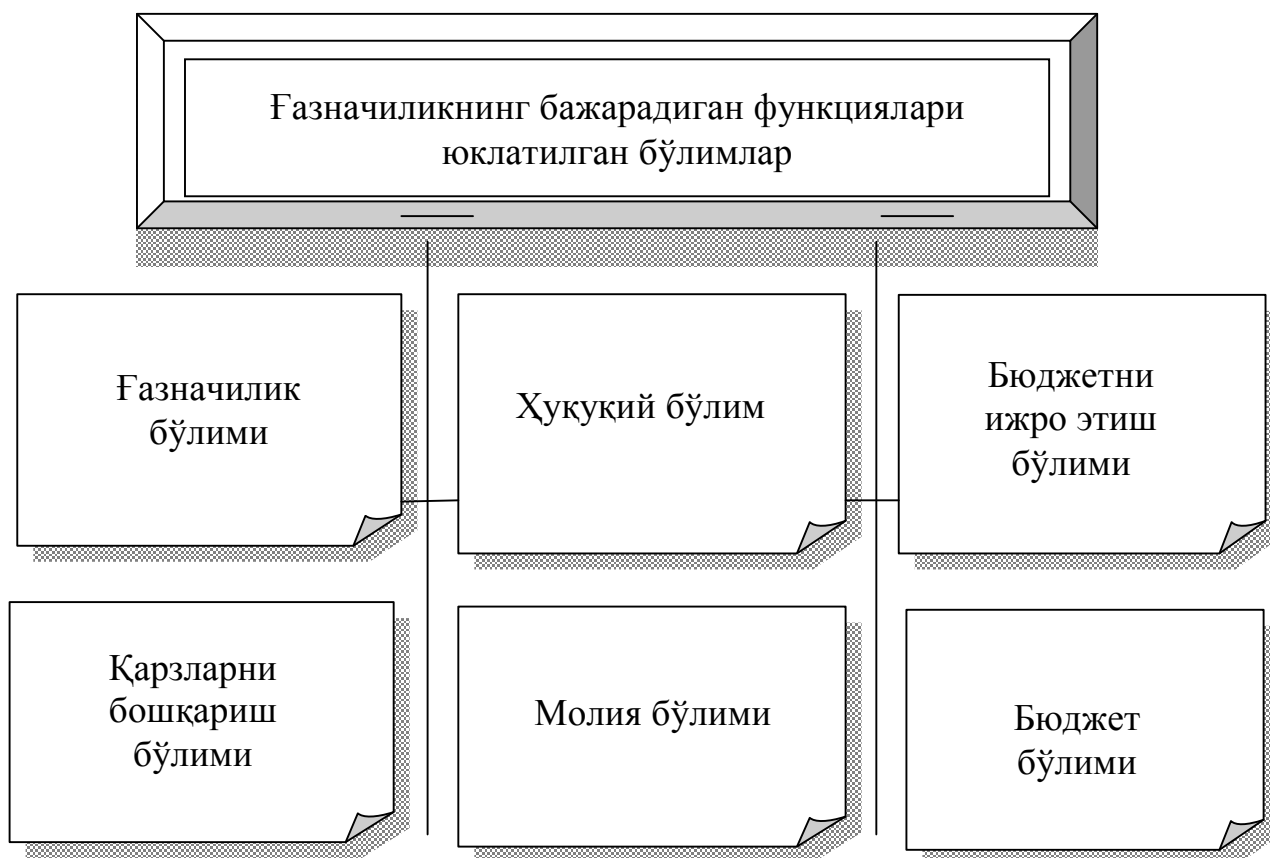 Ғазначиликнинг бажарадиган функциялари
юклатилган бўлимлар
Ғазначилик
бўлими
Ҳуқуқий бўлим
Бюджетни
ижро этиш
бўлими
Қарзларни
бошқариш
бўлими
Молия бўлими
Бюджет
бўлими